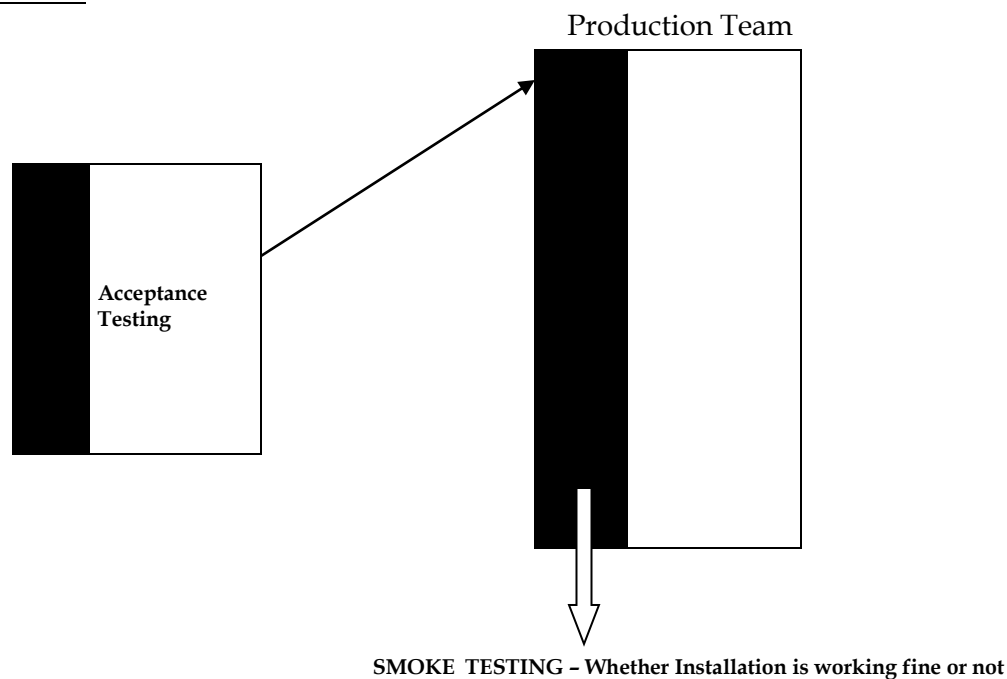 Production Team
Acceptance
Testing
SMOKE TESTING – Whether Installation is working fine or not